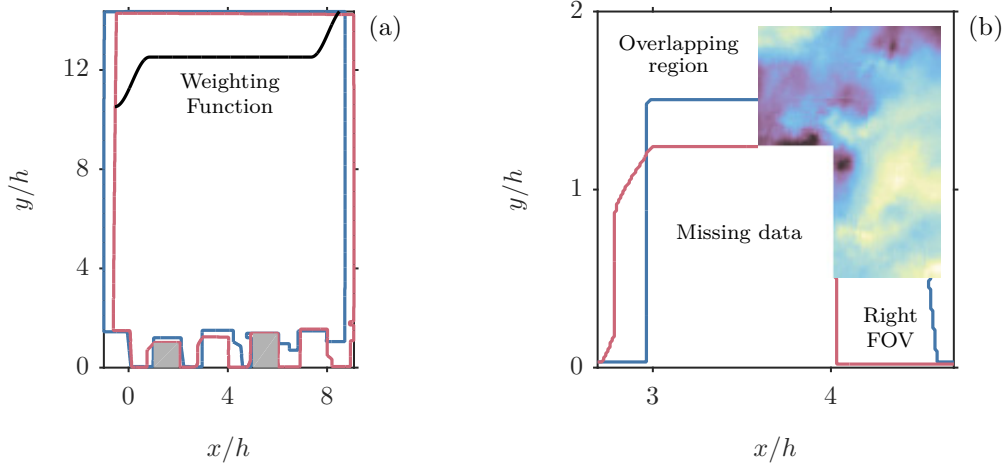 (a)
12
8
4
0
y/h
Weighting
Function
0
4
8
x/h
(b)
2
1
0
y/h
Overlapping
region
Missing data
Right
FOV
3
4
x/h